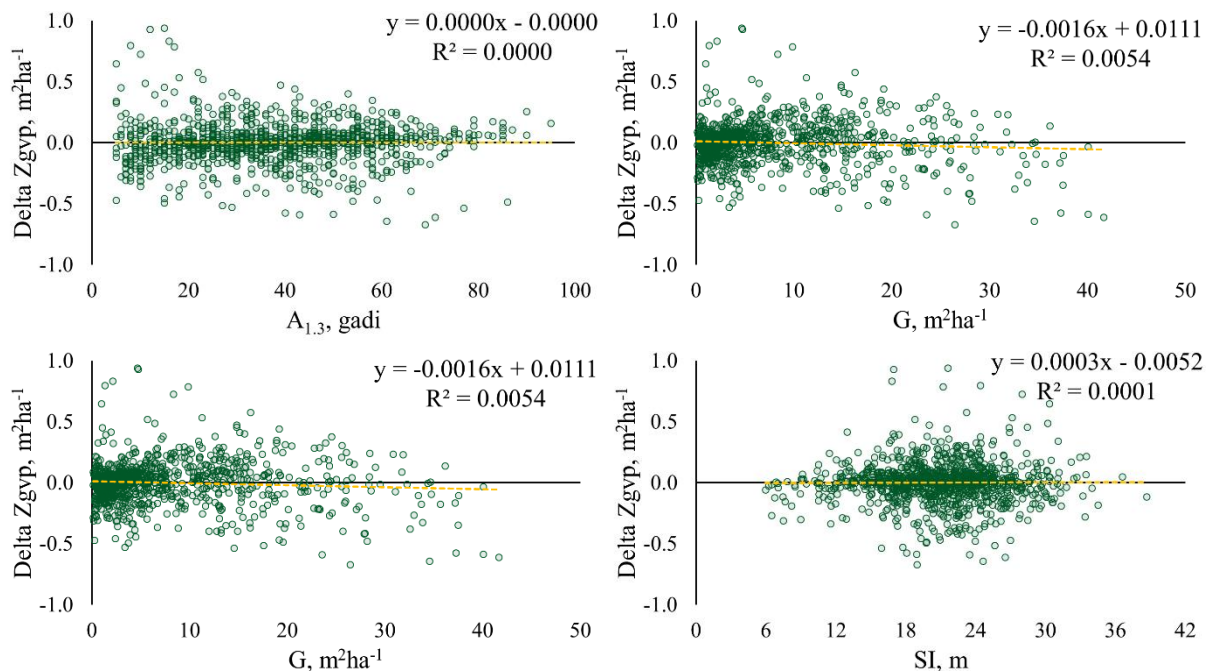 y = 0.0000x - 0.0000
R² = 0.0000
1.0
0.5
0.0
-0.5
-1.0
Delta Zgvp, m²ha⁻¹
0 20 40 60 80 100
A₁.₃, gadi
y = -0.0016x + 0.0111
R² = 0.0054
1.0
0.5
0.0
-0.5
-1.0
Delta Zgvp, m²ha⁻¹
0 10 20 30 40 50
G, m²ha⁻¹
y = -0.0016x + 0.0111
R² = 0.0054
1.0
0.5
0.0
-0.5
-1.0
Delta Zgvp, m²ha⁻¹
0 10 20 30 40 50
G, m²ha⁻¹
y = 0.0003x - 0.0052
R² = 0.0001
1.0
0.5
0.0
-0.5
-1.0
Delta Zgvp, m²ha⁻¹
0 6 12 18 24 30 36 42
SI, m